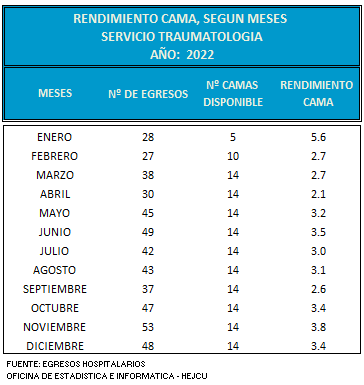 RENDIMIENTO CAMA, SEGUN MESES
SERVICIO TRAUMATOLOGIA
AÑO: 2022
MESES Nº DE EGRESOS Nº CAMAS DISPONIBLE RENDIMIENTO CAMA
ENERO 28 5 5.6
FEBRERO 27 10 2.7
MARZO 38 14 2.7
ABRIL 30 14 2.1
MAYO 45 14 3.2
JUNIO 49 14 3.5
JULIO 42 14 3.0
AGOSTO 43 14 3.1
SEPTIEMBRE 37 14 2.6
OCTUBRE 47 14 3.4
NOVIEMBRE 53 14 3.8
DICIEMBRE 48 14 3.4
FUENTE: EGRESOS HOSPITALARIOS
OFICINA DE ESTADISTICA E INFORMATICA - HEJCU